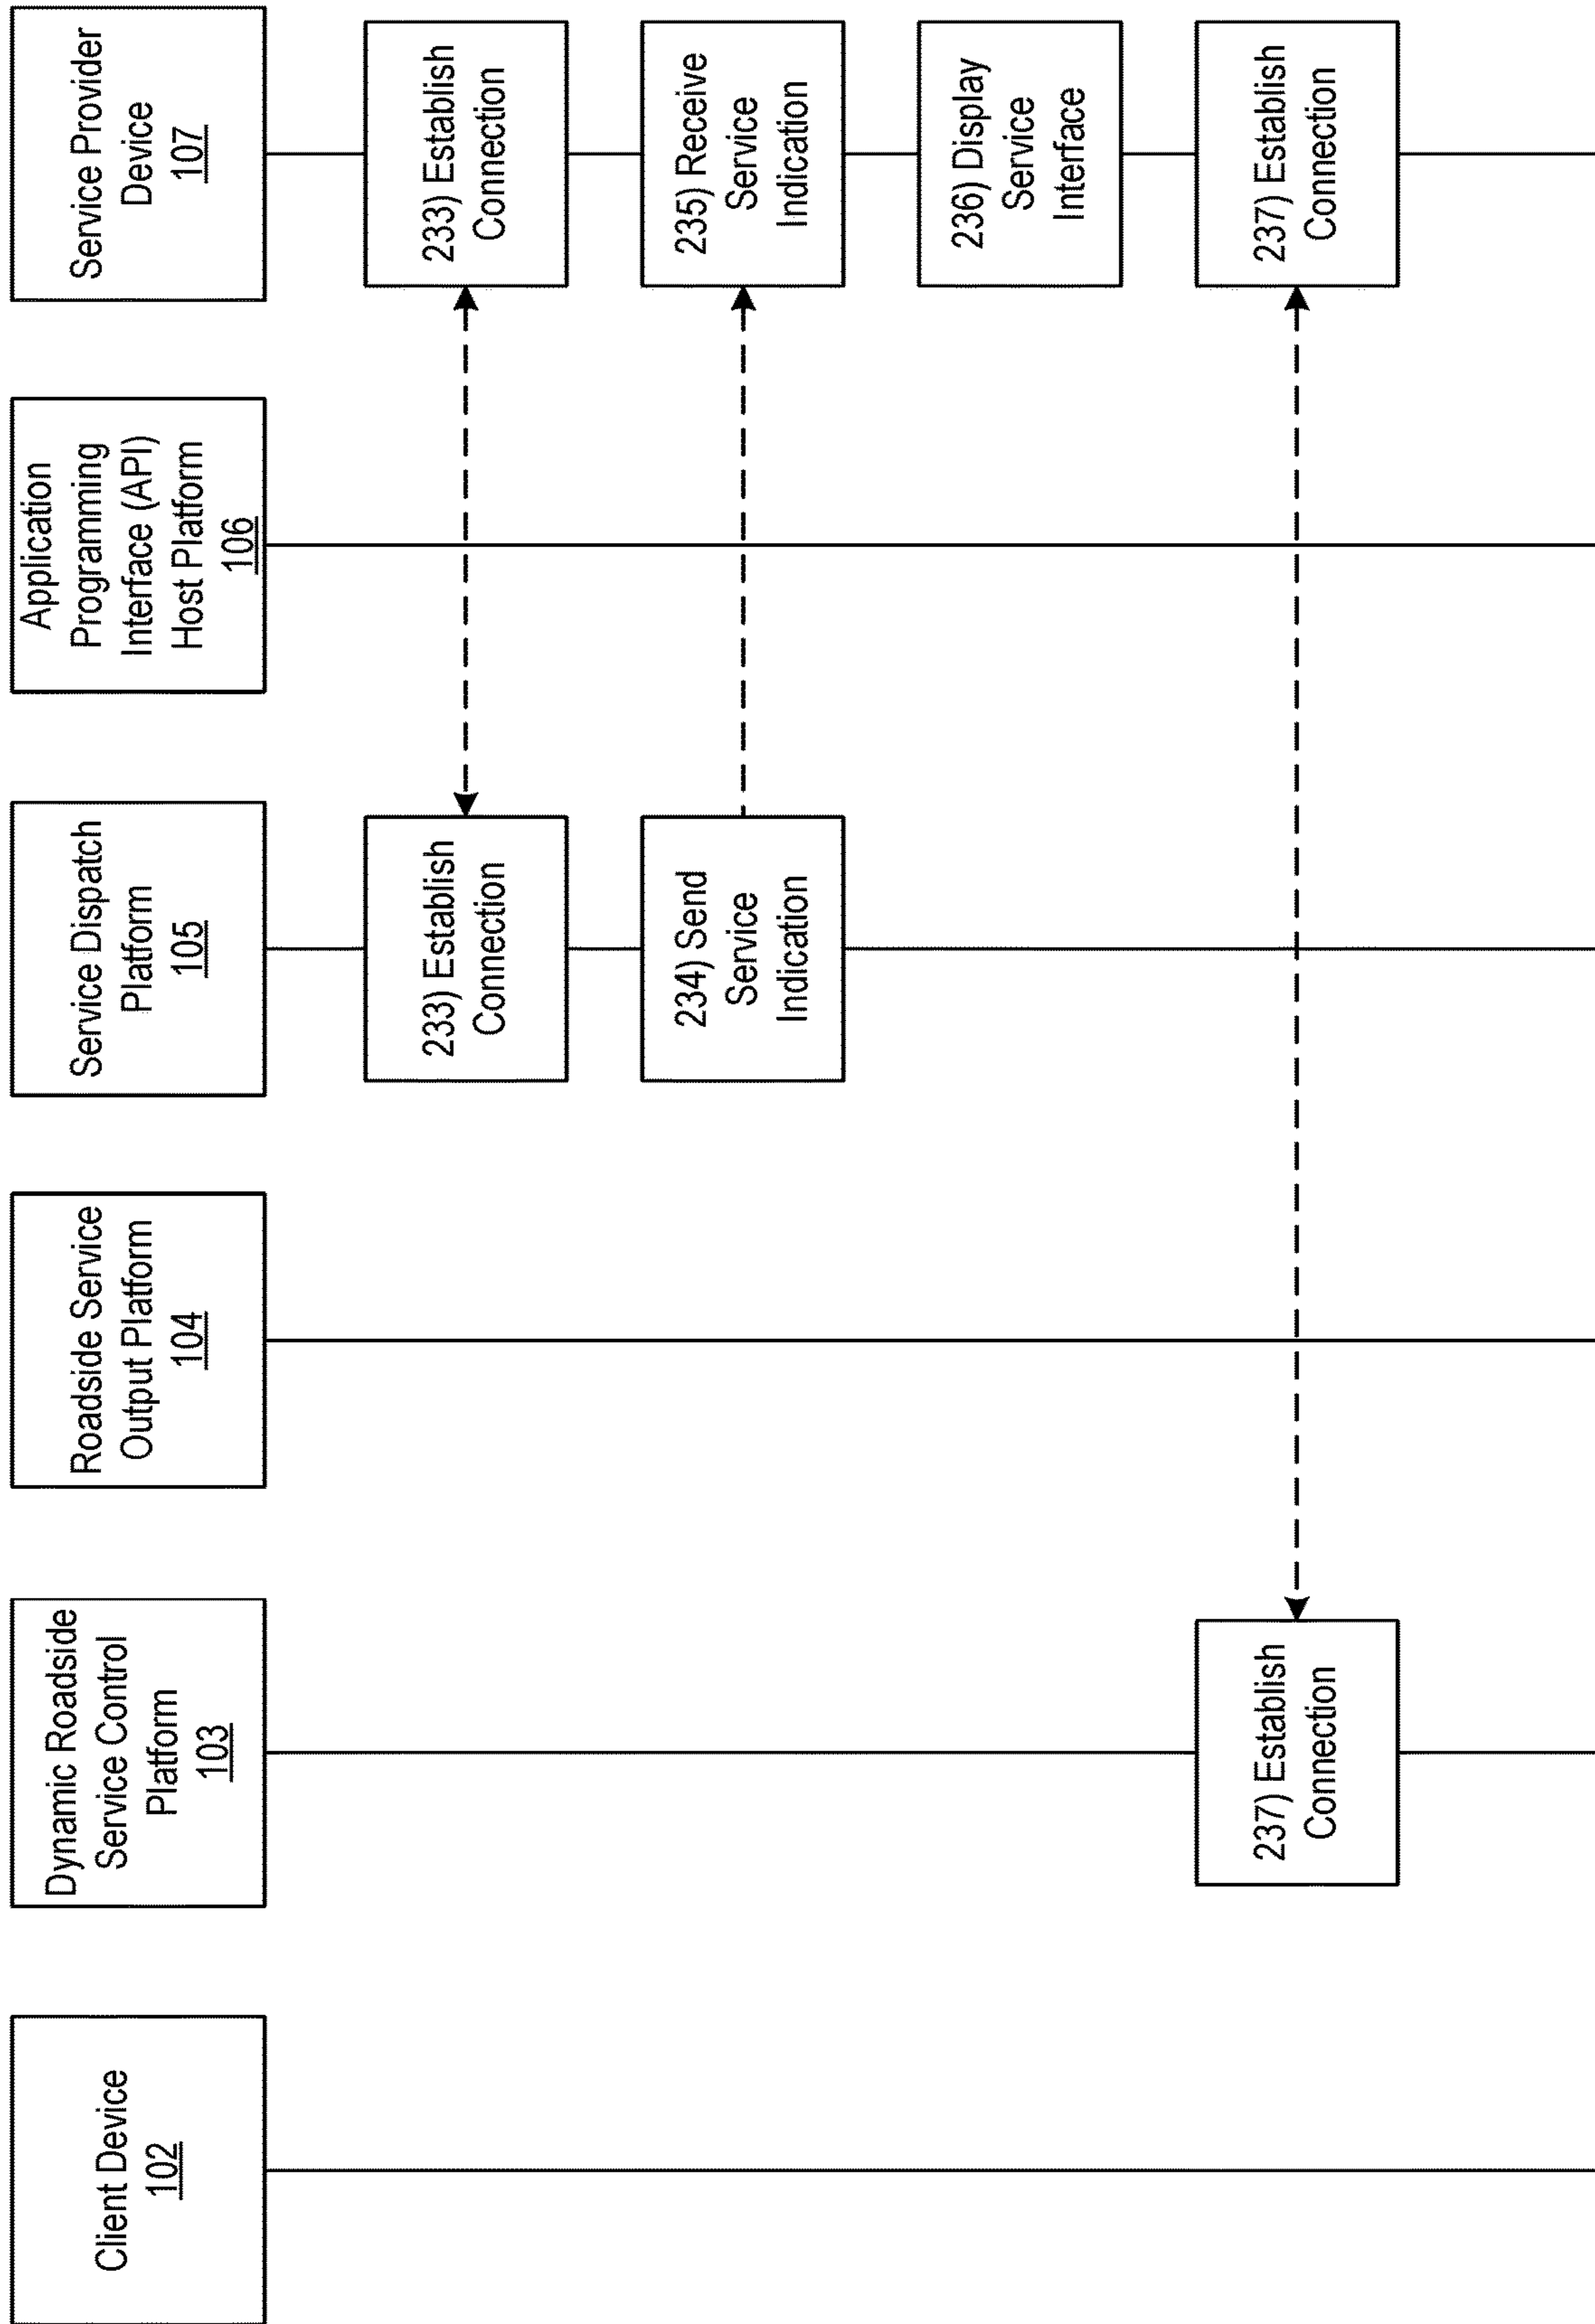 Client Device
102
Dynamic Roadside
Service Control
Platform
103
Roadside Service
Output Platform
104
Service Dispatch
Platform
105
Application
Programming
Interface (API)
Host Platform
106
Service Provider
Device
107
233) Establish
Connection
233) Establish
Connection
234) Send
Service
Indication
235) Receive
Service
Indication
236) Display
Service
Interface
237) Establish
Connection
237) Establish
Connection